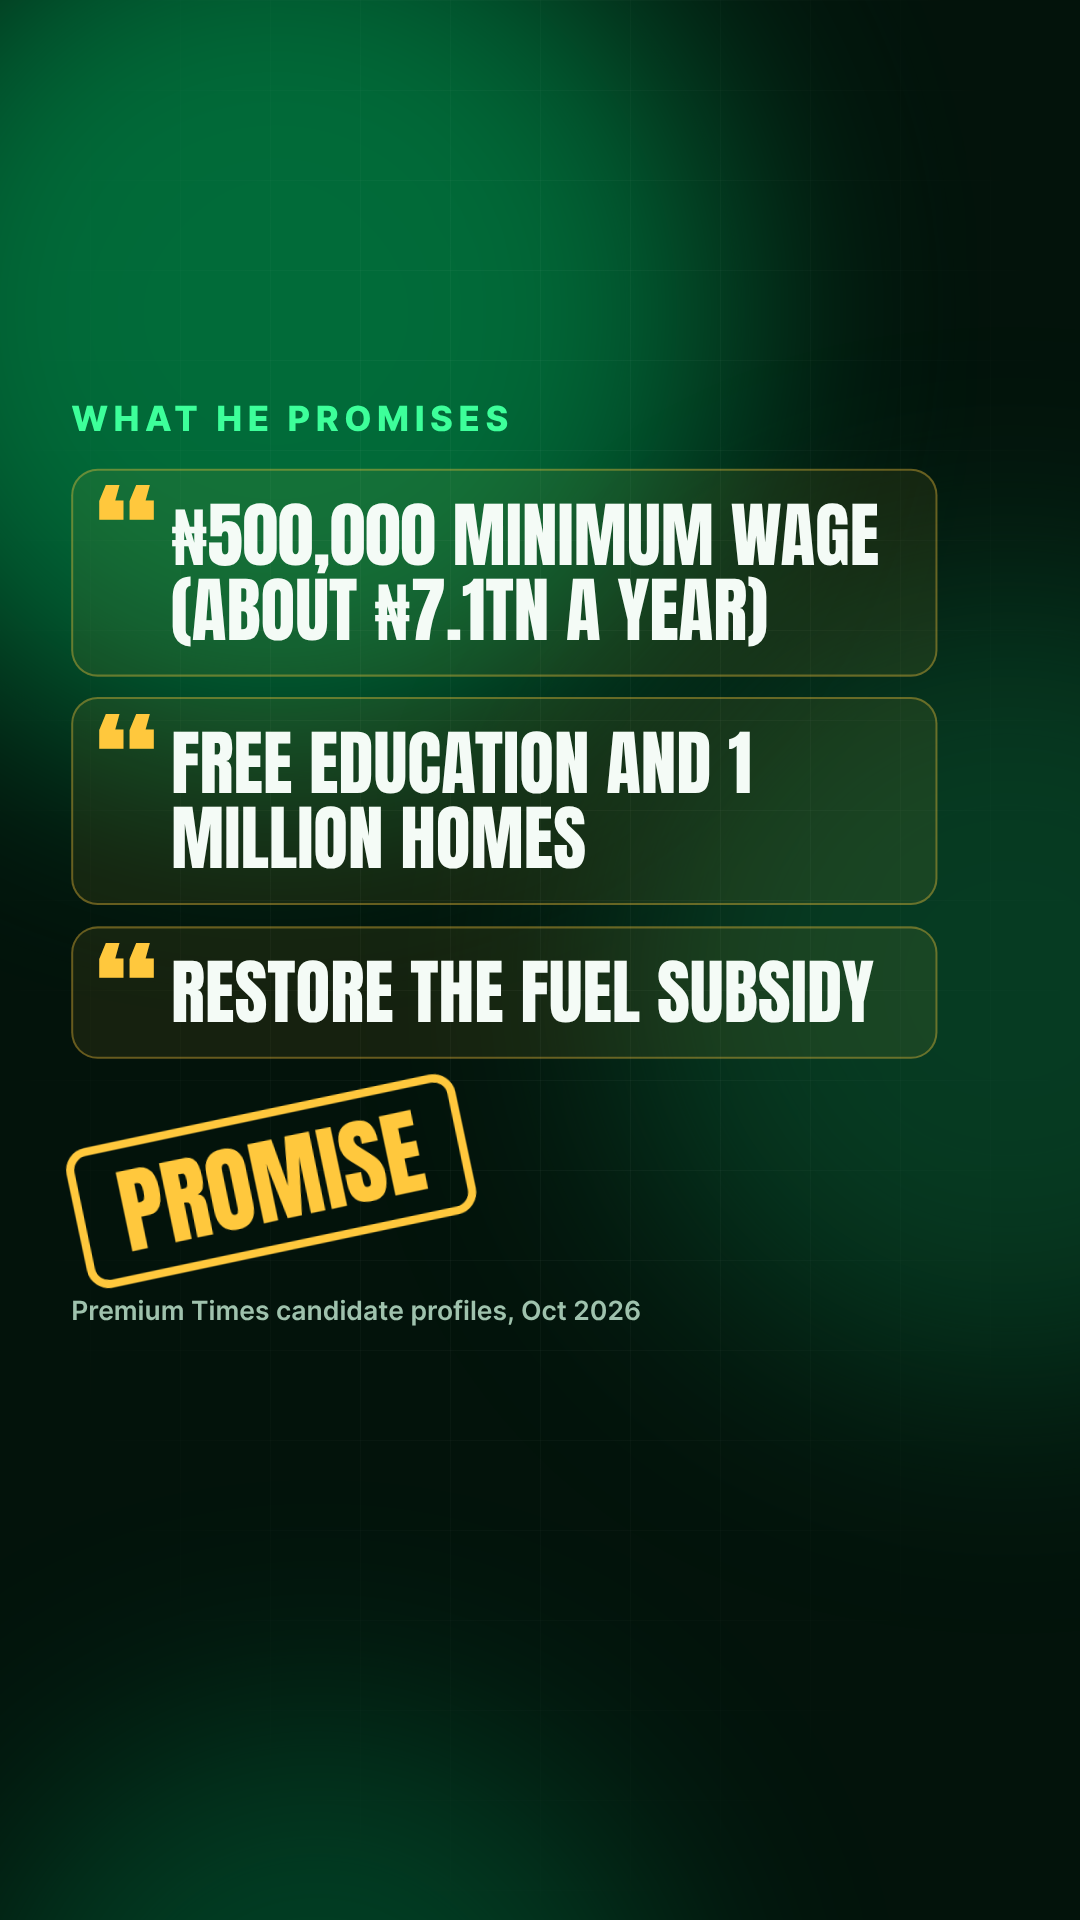 WHAT HE PROMISES
“ ₦500,000 MINIMUM WAGE
(ABOUT ₦7.1TN A YEAR)
“ FREE EDUCATION AND 1
MILLION HOMES
“ RESTORE THE FUEL SUBSIDY
PROMISE
Premium Times candidate profiles, Oct 2026